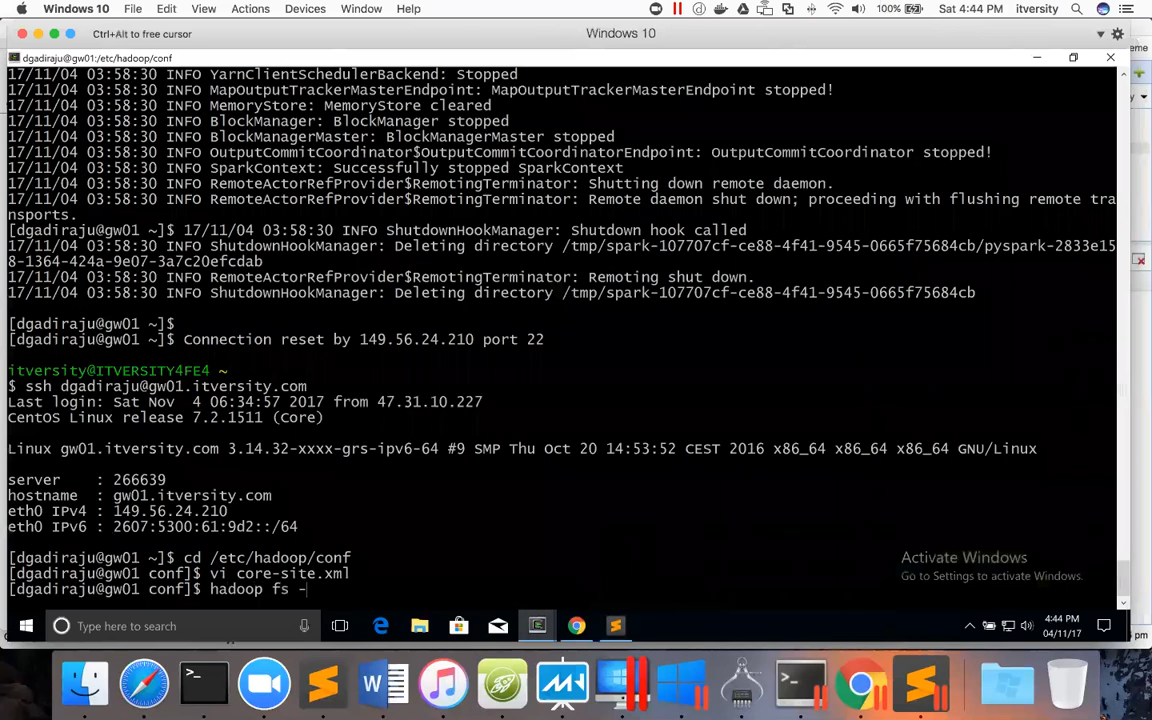 Windows 10 File Edit View Actions Devices Window Help 100% Sat 4:44 PM itversity
Ctrl+Alt to free cursor Windows 10
dgadiraju@gw01:/etc/hadoop/conf
17/11/04 03:58:30 INFO YarnClientSchedulerBackend: Stopped
17/11/04 03:58:30 INFO MapOutputTrackerMasterEndpoint: MapOutputTrackerMasterEndpoint stopped!
17/11/04 03:58:30 INFO MemoryStore: MemoryStore cleared
17/11/04 03:58:30 INFO BlockManager: BlockManager stopped
17/11/04 03:58:30 INFO BlockManagerMaster: BlockManagerMaster stopped
17/11/04 03:58:30 INFO OutputCommitCoordinator$OutputCommitCoordinatorEndpoint: OutputCommitCoordinator stopped!
17/11/04 03:58:30 INFO SparkContext: Successfully stopped SparkContext
17/11/04 03:58:30 INFO RemoteActorRefProvider$RemotingTerminator: Shutting down remote daemon.
17/11/04 03:58:30 INFO RemoteActorRefProvider$RemotingTerminator: Remote daemon shut down; proceeding with flushing remote tra
nsports.
[dgadiraju@gw01 ~]$ 17/11/04 03:58:30 INFO ShutdownHookManager: Shutdown hook called
17/11/04 03:58:30 INFO ShutdownHookManager: Deleting directory /tmp/spark-107707cf-ce88-4f41-9545-0665f75684cb/pyspark-2833e15
8-1364-424a-9e07-3a7c20efcdab
17/11/04 03:58:30 INFO RemoteActorRefProvider$RemotingTerminator: Remoting shut down.
17/11/04 03:58:30 INFO ShutdownHookManager: Deleting directory /tmp/spark-107707cf-ce88-4f41-9545-0665f75684cb
[dgadiraju@gw01 ~]$
[dgadiraju@gw01 ~]$ Connection reset by 149.56.24.210 port 22
itversity@ITVERSITY4FE4 ~
$ ssh dgadiraju@gw01.itversity.com
Last login: Sat Nov  4 06:34:57 2017 from 47.31.10.227
CentOS Linux release 7.2.1511 (Core)
Linux gw01.itversity.com 3.14.32-xxxx-grs-ipv6-64 #9 SMP Thu Oct 20 14:53:52 CEST 2016 x86_64 x86_64 x86_64 GNU/Linux
server    : 266639
hostname  : gw01.itversity.com
eth0 IPv4 : 149.56.24.210
eth0 IPv6 : 2607:5300:61:9d2::/64
[dgadiraju@gw01 ~]$ cd /etc/hadoop/conf
[dgadiraju@gw01 conf]$ vi core-site.xml
[dgadiraju@gw01 conf]$ hadoop fs -
Activate Windows
Go to Settings to activate Windows.
Type here to search
4:44 PM
04/11/17